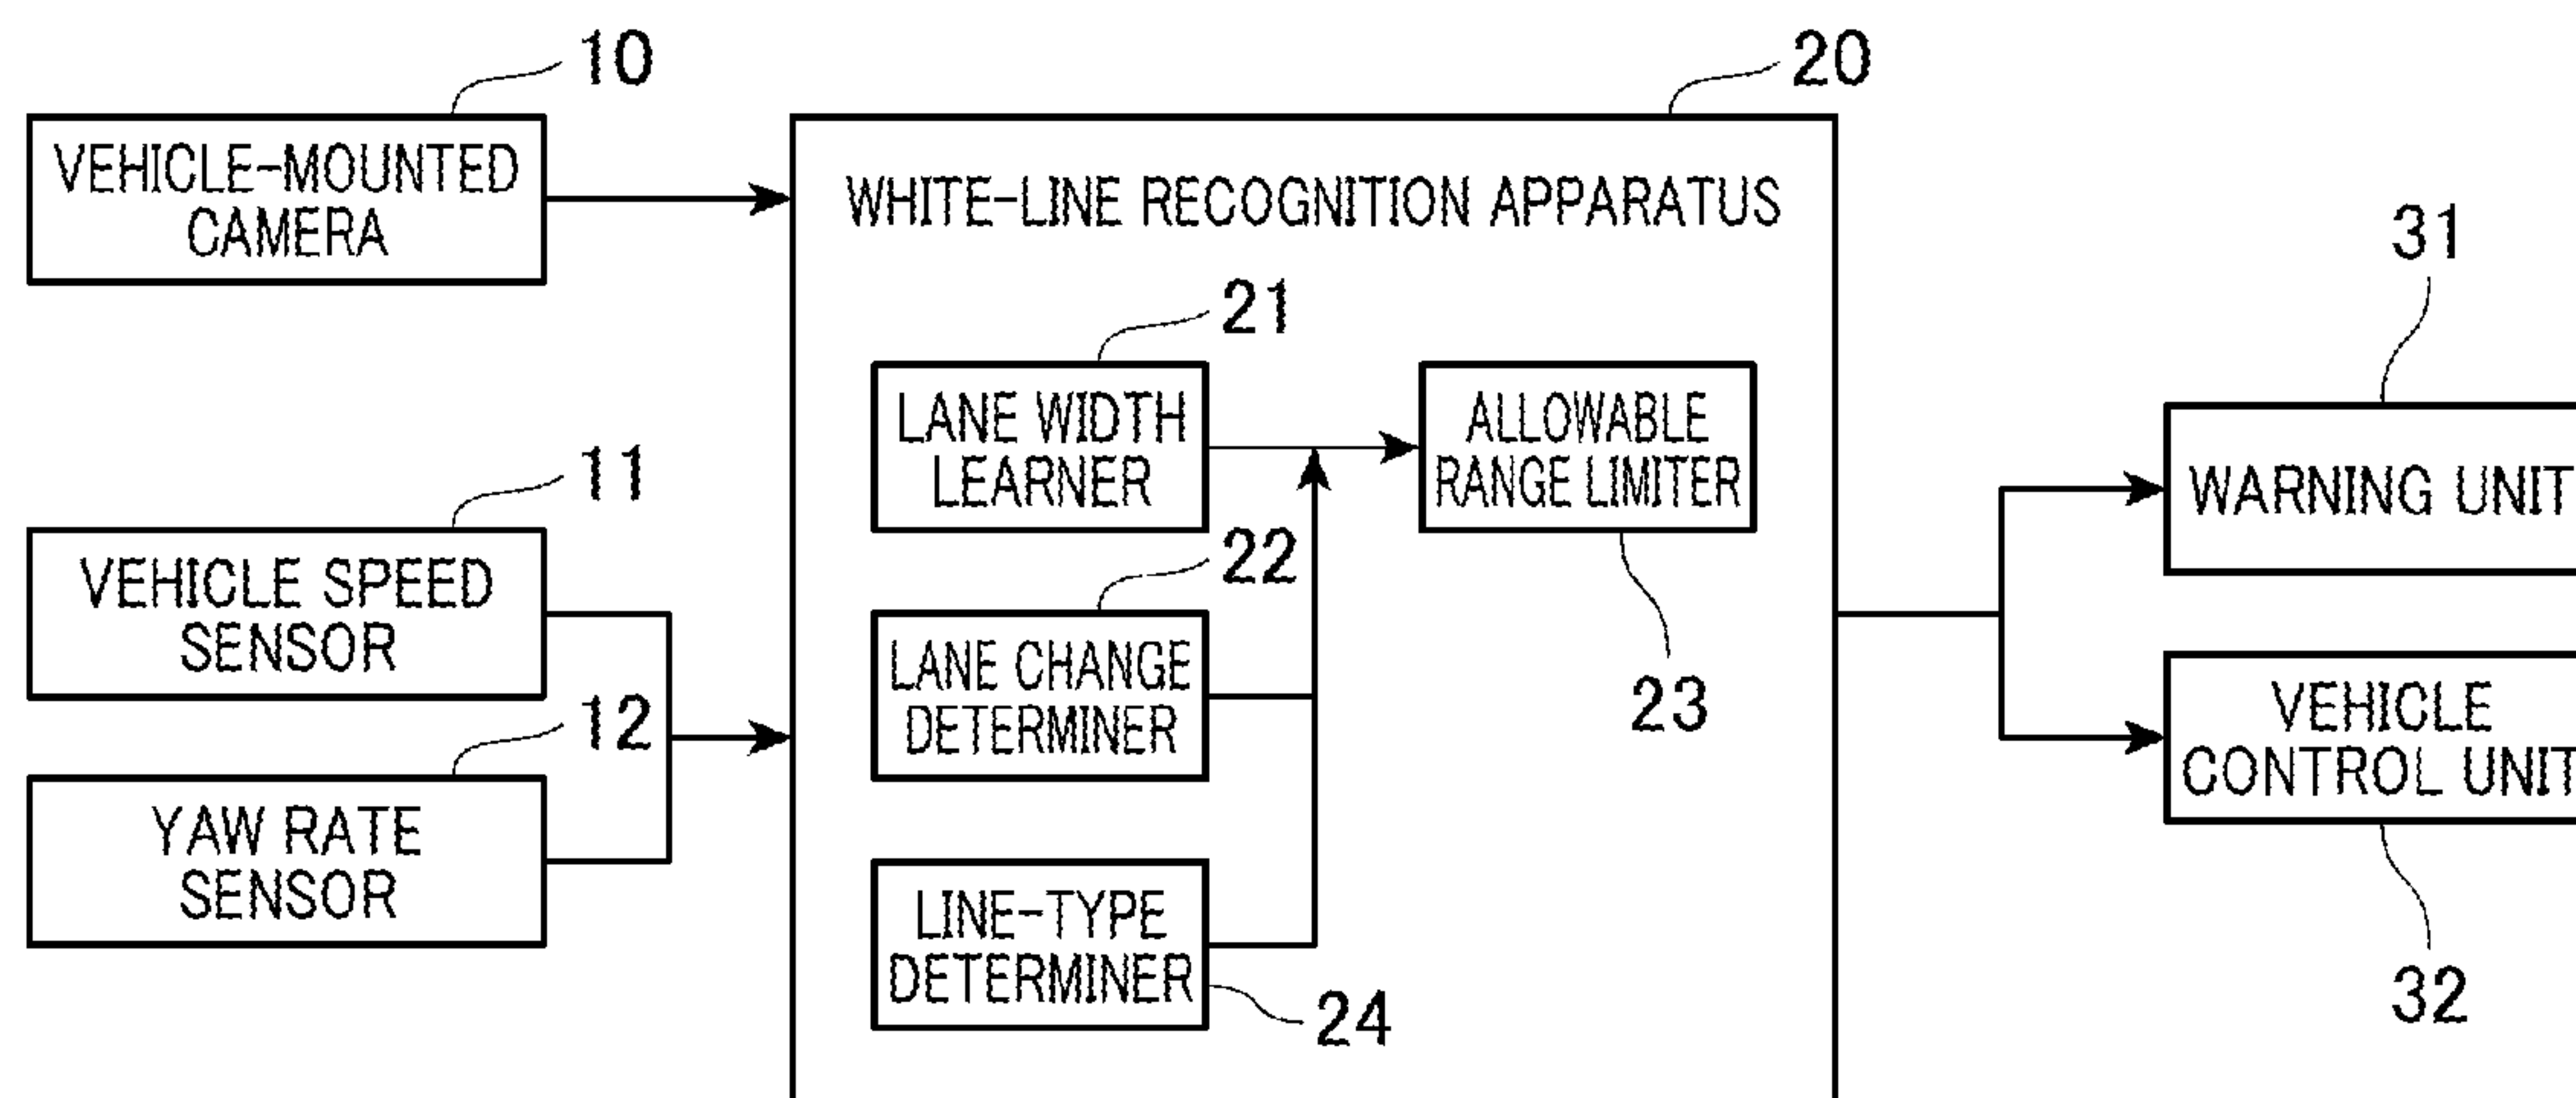 10
VEHICLE-MOUNTED
CAMERA
11
VEHICLE SPEED
SENSOR
12
YAW RATE
SENSOR
20
WHITE-LINE RECOGNITION APPARATUS
21
LANE WIDTH
LEARNER
22
LANE CHANGE
DETERMINER
LINE-TYPE
DETERMINER
24
ALLOWABLE
RANGE LIMITER
23
31
WARNING UNIT
VEHICLE
CONTROL UNIT
32